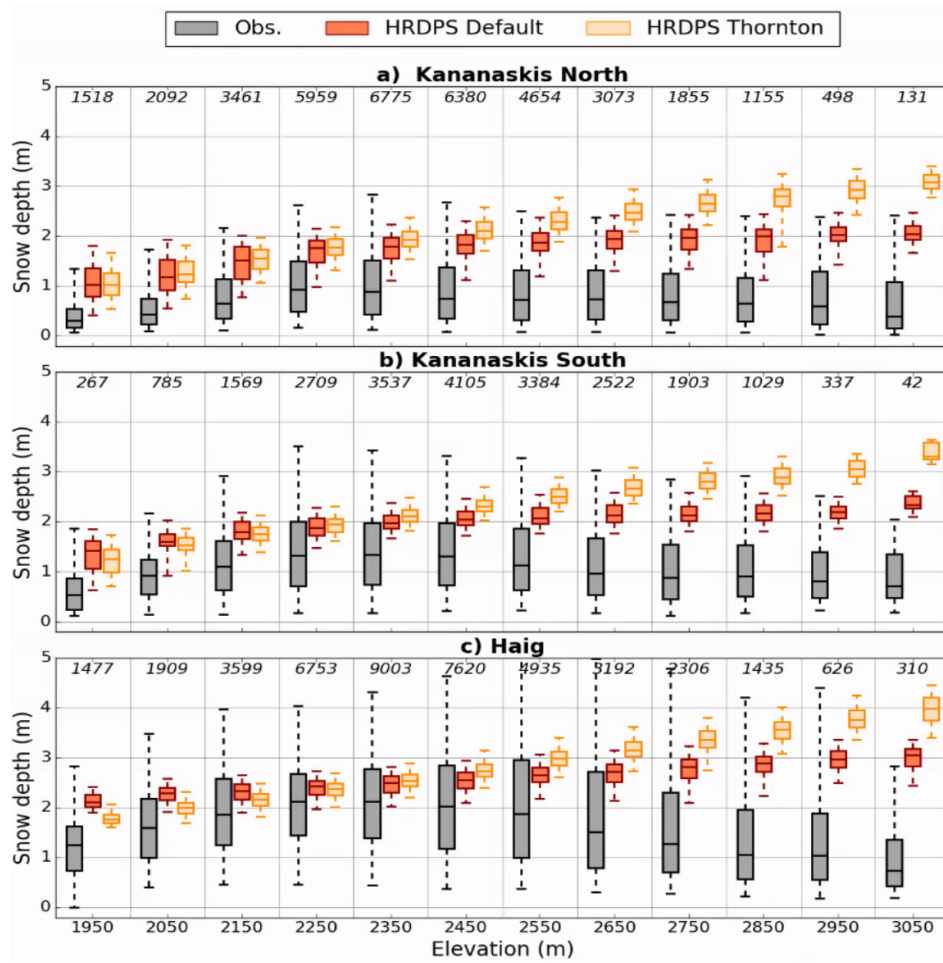 Obs. HRDPS Default HRDPS Thornton
a) Kananaskis North
5 1518 2092 3461 5959 6775 6380 4654 3073 1855 1155 498 131
4
3
2
1
0
Snow depth (m)
b) Kananaskis South
5 267 785 1569 2709 3537 4105 3384 2522 1903 1029 337 42
4
3
2
1
0
Snow depth (m)
c) Haig
5 1477 1909 3599 6753 9003 7620 4935 3192 2306 1435 626 310
4
3
2
1
0
Snow depth (m)
1950 2050 2150 2250 2350 2450 2550 2650 2750 2850 2950 3050
Elevation (m)